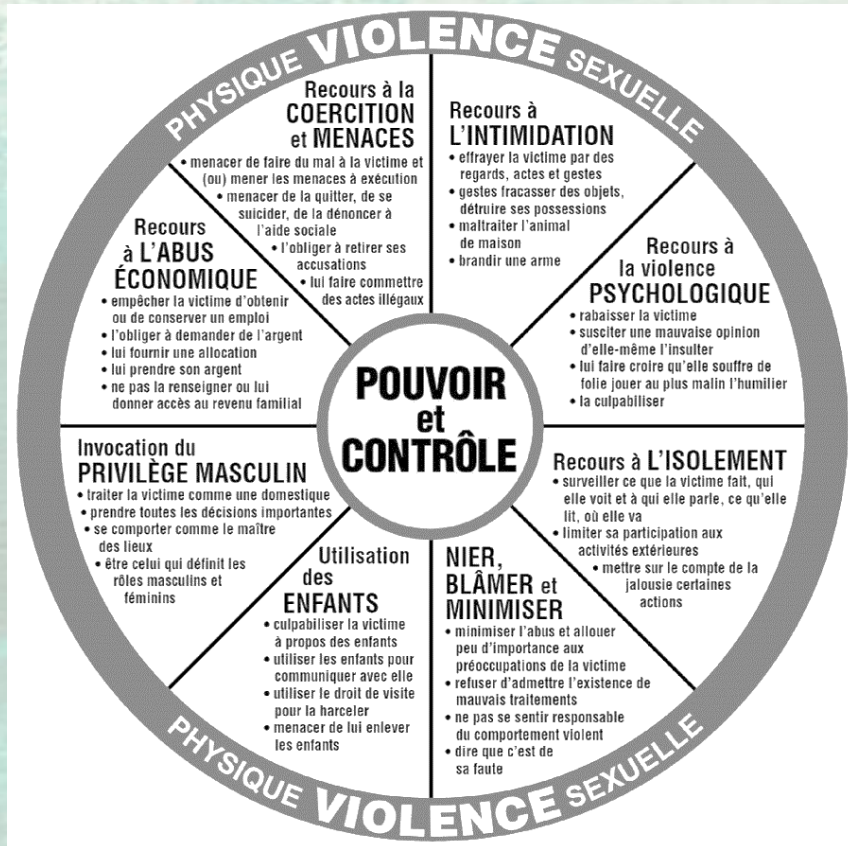 PHYSIQUE VIOLENCE SEXUELLE
Recours à la
COERCITION
et MENACES
• menacer de faire du mal à la victime et
(ou) mener les menaces à exécution
• menacer de la quitter, de se
suicider, de la dénoncer à
l'aide sociale
• l'obliger à retirer ses
accusations
• lui faire commettre
des actes illégaux
Recours à
L'INTIMIDATION
• effrayer la victime par des
regards, actes et gestes
• gestes fracasser des objets,
détruire ses possessions
• maltraiter l'animal
de maison
• brandir une arme
Recours à
la violence
PSYCHOLOGIQUE
• rabaisser la victime
• susciter une mauvaise opinion
d'elle-même l'insulter
• lui faire croire qu'elle souffre de
folie jouer au plus malin l'humilier
• la culpabiliser
Recours à L'ISOLEMENT
• surveiller ce que la victime fait, qui
elle voit et à qui elle parle, ce qu'elle
lit, où elle va
• limiter sa participation aux
activités extérieures
• mettre sur le compte de la
jalousie certaines
actions
NIER,
BLÂMER et
MINIMISER
• minimiser l'abus et allouer
peu d'importance aux
préoccupations de la victime
• refuser d'admettre l'existence de
mauvais traitements
• ne pas se sentir responsable
du comportement violent
• dire que c'est de
sa faute
Utilisation
des
ENFANTS
• culpabiliser la victime
à propos des enfants
• utiliser les enfants pour
communiquer avec elle
• utiliser le droit de visite
pour la harceler
• menacer de lui enlever
les enfants
Invocation du
PRIVILÈGE MASCULIN
• traiter la victime comme une domestique
• prendre toutes les décisions importantes
• se comporter comme le maître
des lieux
• être celui qui définit les
rôles masculins et
féminins
Recours
à L'ABUS
ÉCONOMIQUE
• empêcher la victime d'obtenir
ou de conserver un emploi
• l'obliger à demander de l'argent
• lui fournir une allocation
• lui prendre son argent
• ne pas la renseigner ou lui
donner accès au revenu familial
POUVOIR
et
CONTRÔLE
PHYSIQUE VIOLENCE SEXUELLE